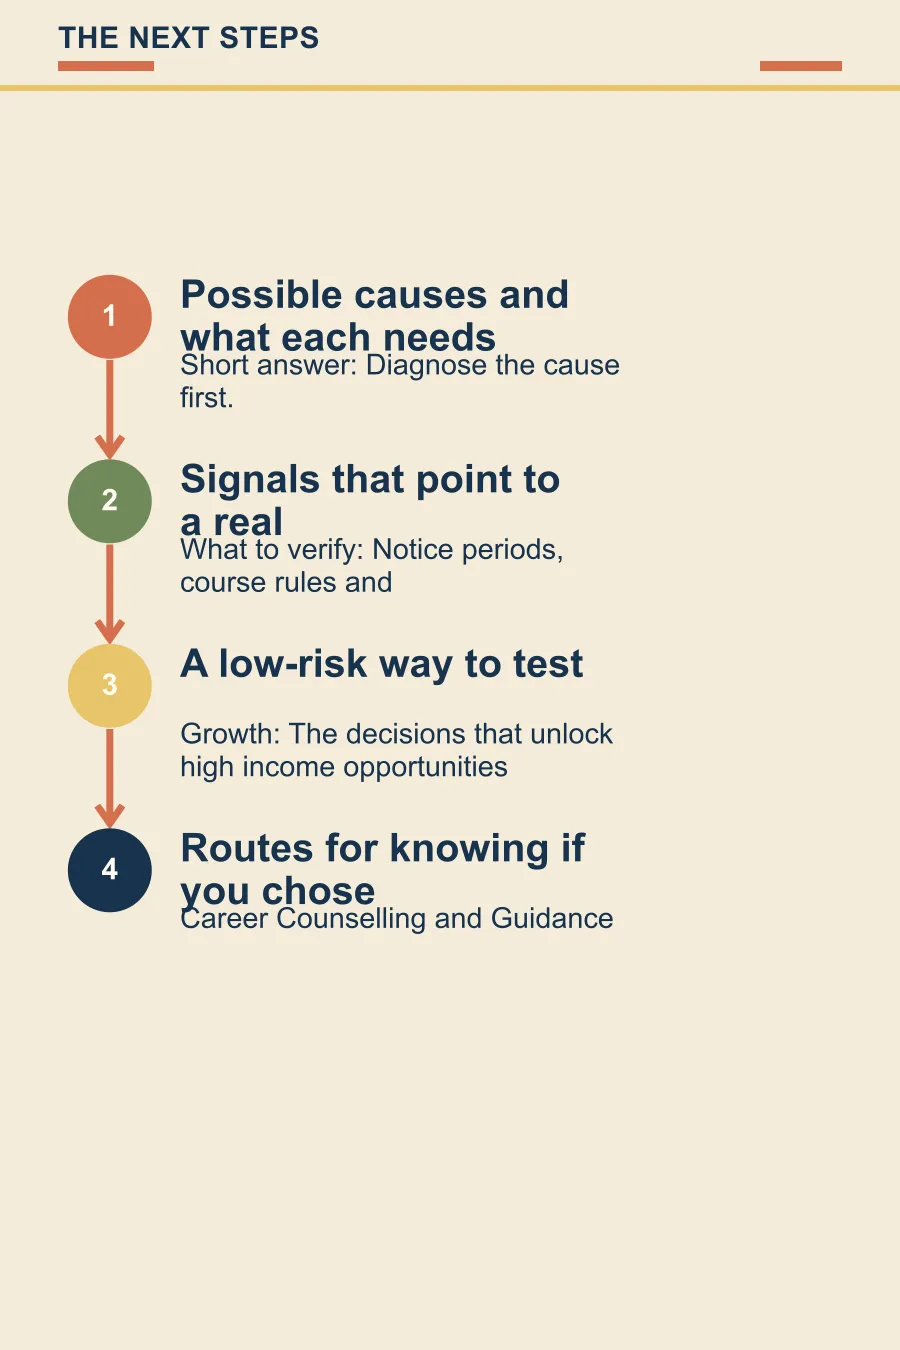 THE NEXT STEPS
1
Possible causes and
what each needs
Short answer: Diagnose the cause
first.
2
Signals that point to
a real
What to verify: Notice periods,
course rules and
3
A low-risk way to test
Growth: The decisions that unlock
high income opportunities
4
Routes for knowing if
you chose
Career Counselling and Guidance